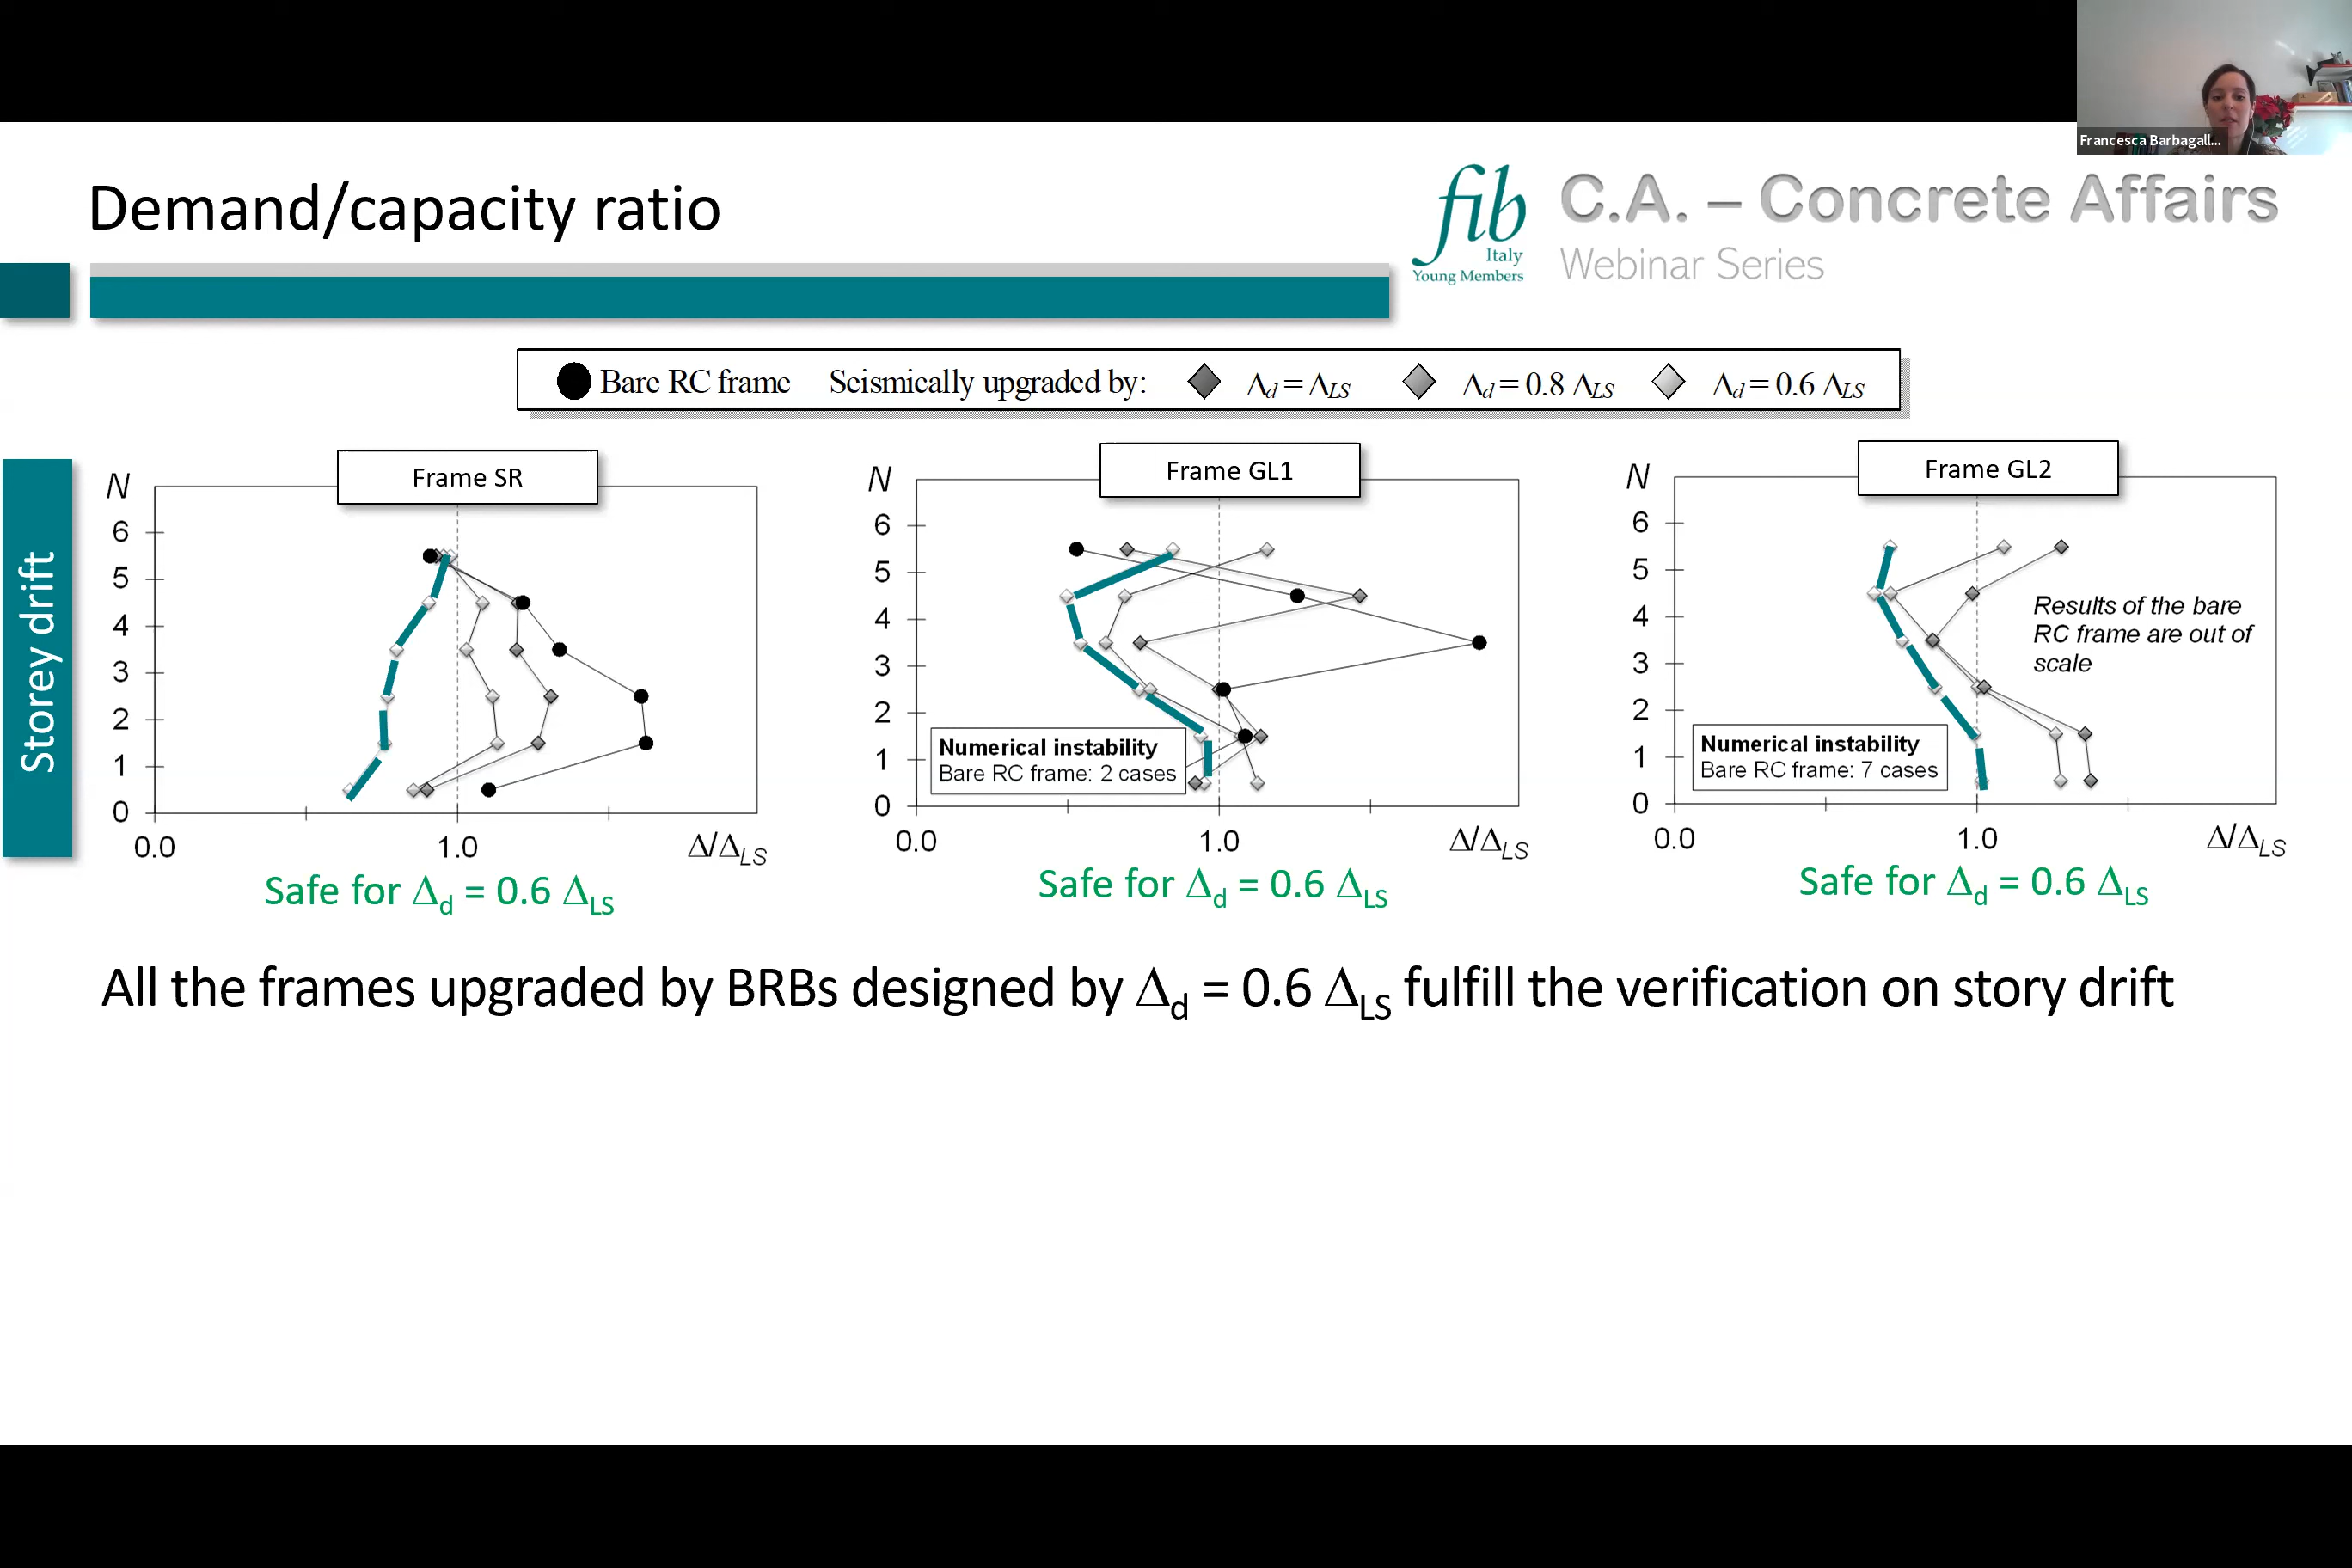 Francesca Barbagall...
Demand/capacity ratio
fib
Italy
Young Members
C.A. – Concrete Affairs
Webinar Series
Bare RC frame Seismically upgraded by: Δd = ΔLS Δd = 0.8 ΔLS Δd = 0.6 ΔLS
Storey drift
Frame SR
N
6
5
4
3
2
1
0
0.0 1.0 Δ/ΔLS
Safe for Δd = 0.6 ΔLS
Frame GL1
N
6
5
4
3
2
1
0
Numerical instability
Bare RC frame: 2 cases
0.0 1.0 Δ/ΔLS
Safe for Δd = 0.6 ΔLS
Frame GL2
N
6
5
4
3
2
1
0
Results of the bare
RC frame are out of
scale
Numerical instability
Bare RC frame: 7 cases
0.0 1.0 Δ/ΔLS
Safe for Δd = 0.6 ΔLS
All the frames upgraded by BRBs designed by Δd = 0.6 ΔLS fulfill the verification on story drift